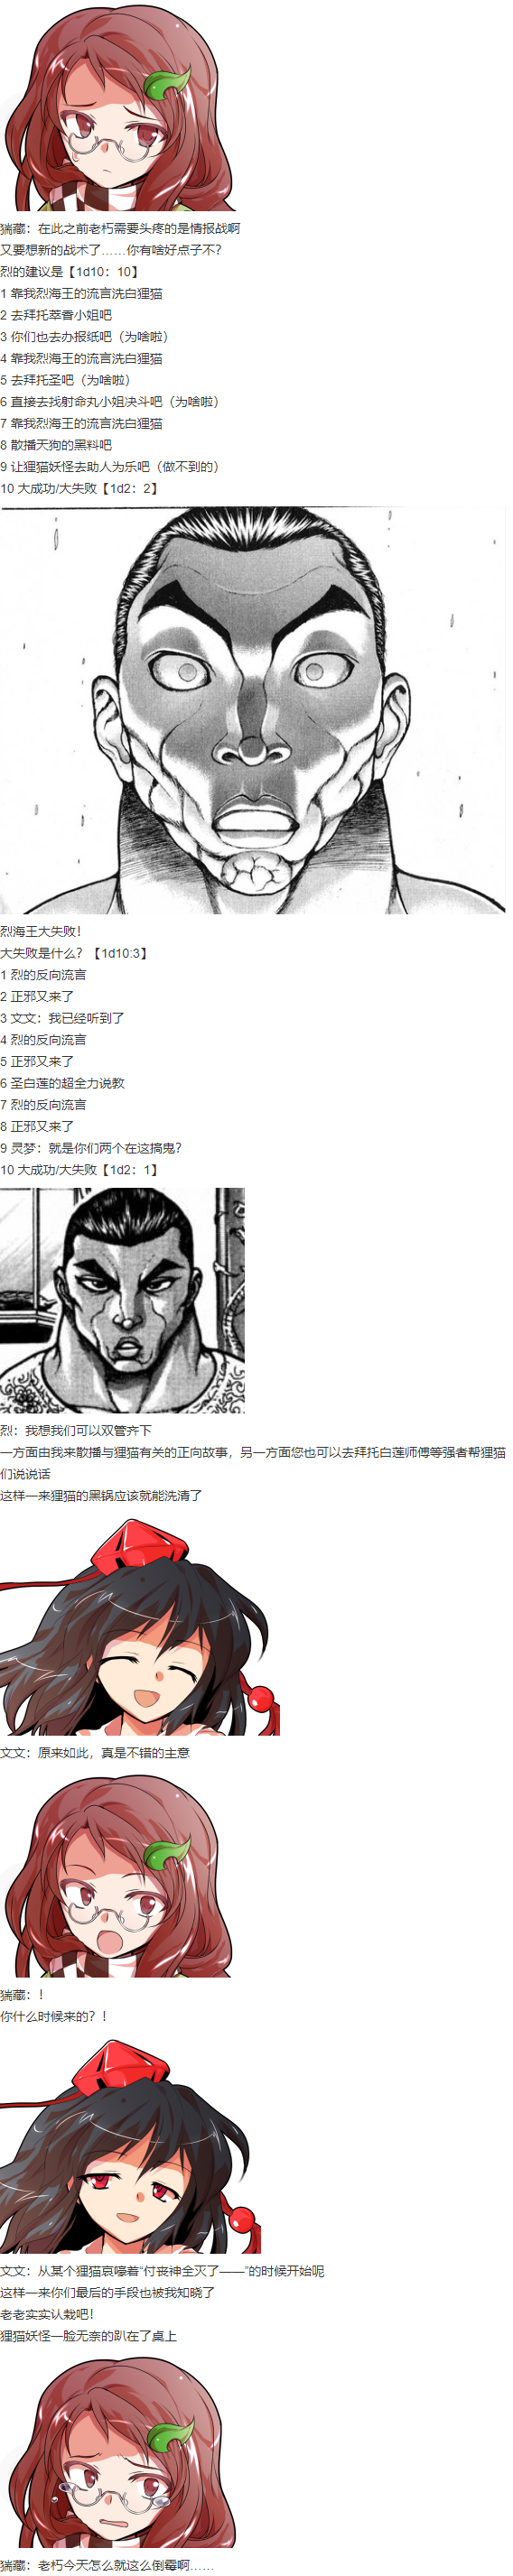 猯藏：在此之前老朽需要头疼的是情报战啊
又要想新的战术了……你有啥好点子不？
烈的建议是【1d10：10】
1 靠我烈海王的流言洗白狸猫
2 去拜托萃香小姐吧
3 你们也去办报纸吧（为啥啦）
4 靠我烈海王的流言洗白狸猫
5 去拜托圣吧（为啥啦）
6 直接去找射命丸小姐决斗吧（为啥啦）
7 靠我烈海王的流言洗白狸猫
8 散播天狗的黑料吧
9 让狸猫妖怪去助人为乐吧（做不到的）
10 大成功/大失败【1d2：2】
烈海王大失败！
大失败是什么？【1d10:3】
1 烈的反向流言
2 正邪又来了
3 文文：我已经听到了
4 烈的反向流言
5 正邪又来了
6 圣白莲的超全力说教
7 烈的反向流言
8 正邪又来了
9 灵梦：就是你们两个在这搞鬼？
10 大成功/大失败【1d2：1】
烈：我想我们可以双管齐下
一方面由我来散播与狸猫有关的正向故事，另一方面您也可以去拜托白莲师傅等强者帮狸猫
们说说话
这样一来狸猫的黑锅应该就能洗清了
文文：原来如此，真是不错的主意
猯藏：！
你什么时候来的？！
文文：从某个狸猫哀嚎着“付丧神全灭了——”的时候开始呢
这样一来你们最后的手段也被我知晓了
老老实实认栽吧！
狸猫妖怪一脸无奈的趴在了桌上
猯藏：老朽今天怎么就这么倒霉啊……